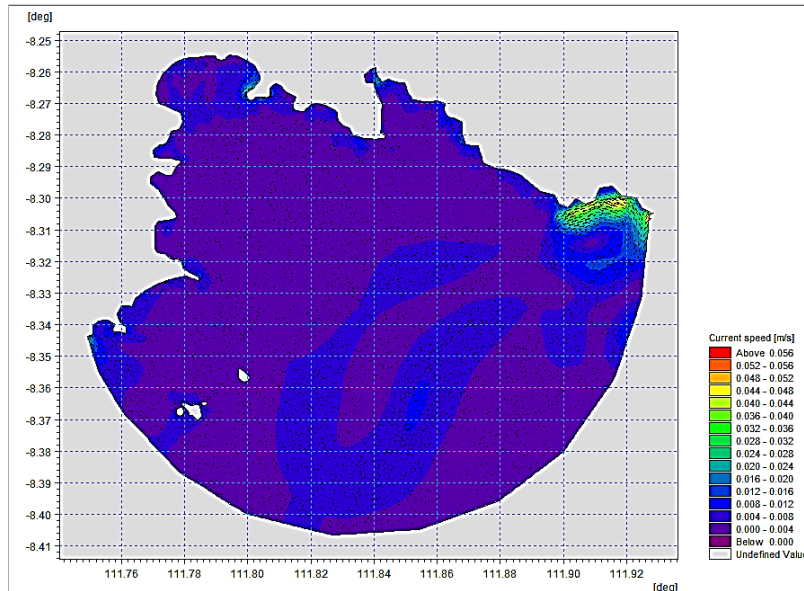 [deg]
-8.25
-8.26
-8.27
-8.28
-8.29
-8.30
-8.31
-8.32
-8.33
-8.34
-8.35
-8.36
-8.37
-8.38
-8.39
-8.40
-8.41
111.76 111.78 111.80 111.82 111.84 111.86 111.88 111.90 111.92
[deg]
Current speed [m/s]
Above 0.056
0.052 - 0.056
0.048 - 0.052
0.044 - 0.048
0.040 - 0.044
0.036 - 0.040
0.032 - 0.036
0.028 - 0.032
0.024 - 0.028
0.020 - 0.024
0.016 - 0.020
0.012 - 0.016
0.008 - 0.012
0.004 - 0.008
0.000 - 0.004
Below 0.000
Undefined Value